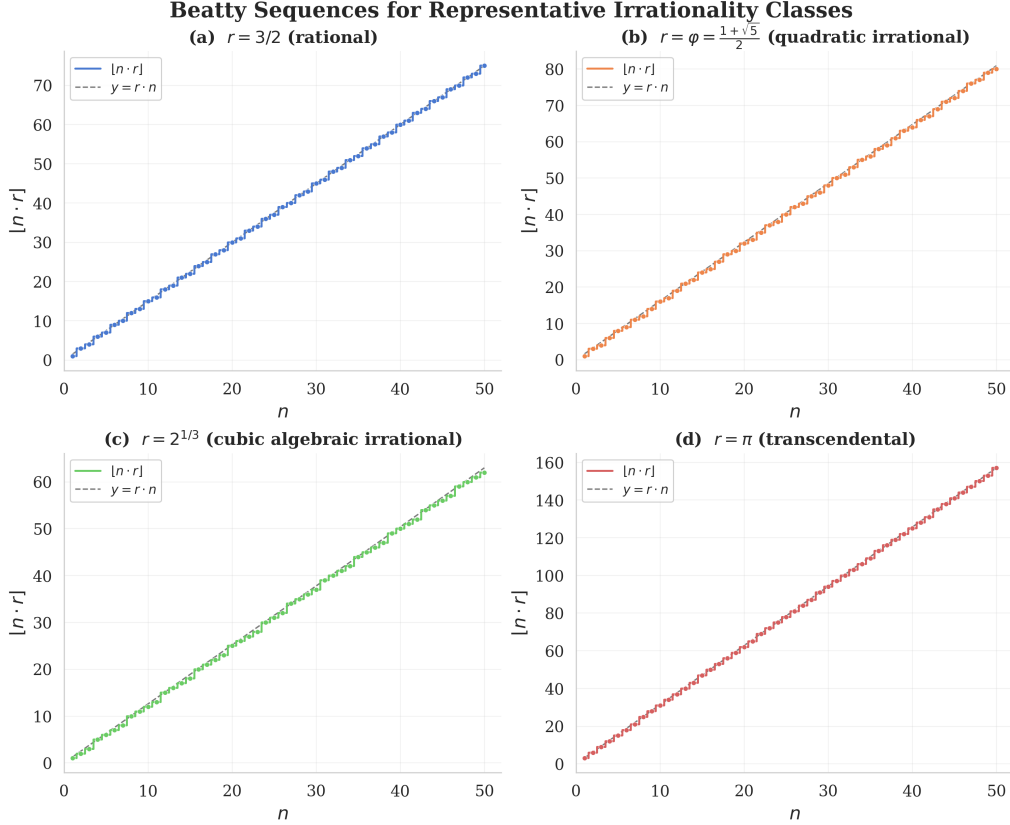 Beatty Sequences for Representative Irrationality Classes
(a) r = 3/2 (rational)
⌊n · r⌋
y = r · n
⌊n · r⌋
70
60
50
40
30
20
10
0
0 10 20 30 40 50
n
(b) r = φ = (1+√5)/2 (quadratic irrational)
⌊n · r⌋
y = r · n
⌊n · r⌋
80
70
60
50
40
30
20
10
0
0 10 20 30 40 50
n
(c) r = 2^{1/3} (cubic algebraic irrational)
⌊n · r⌋
y = r · n
⌊n · r⌋
60
50
40
30
20
10
0
0 10 20 30 40 50
n
(d) r = π (transcendental)
⌊n · r⌋
y = r · n
⌊n · r⌋
160
140
120
100
80
60
40
20
0
0 10 20 30 40 50
n